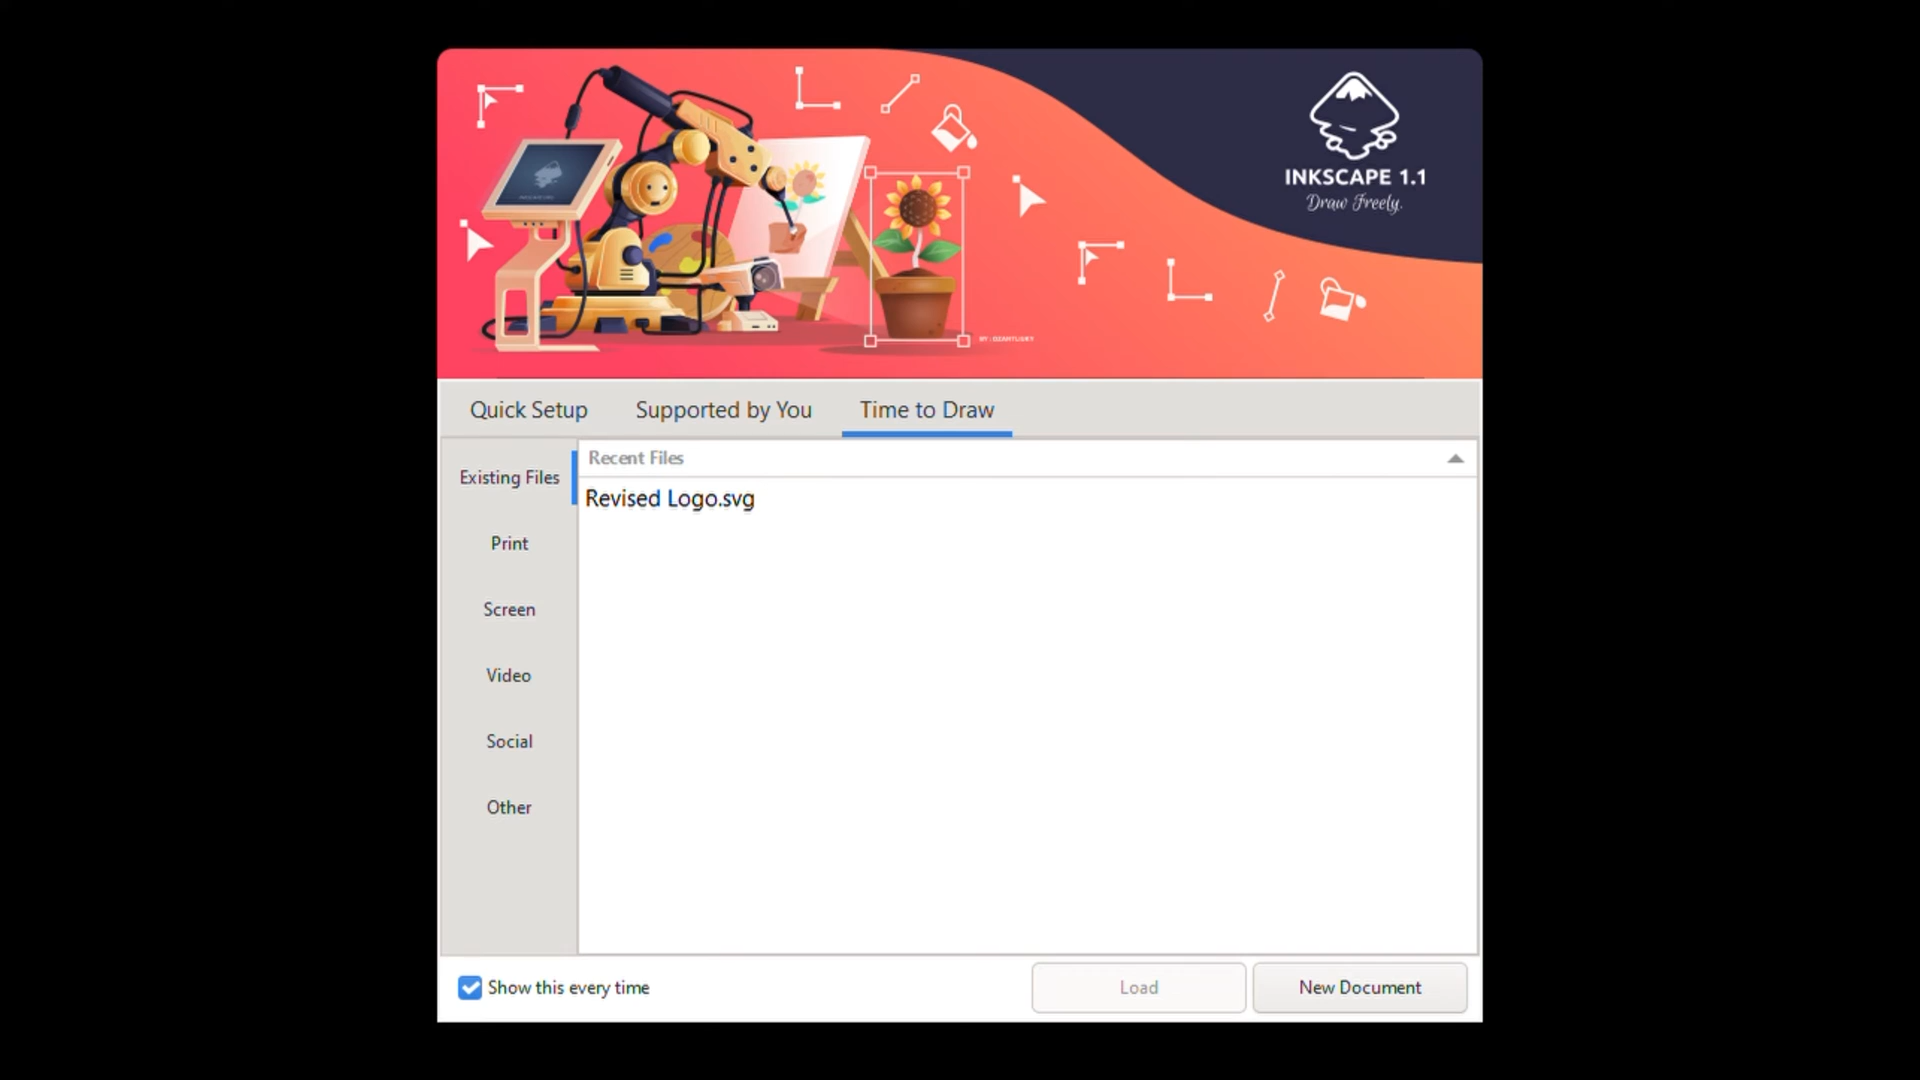 INKSCAPE 1.1
Draw Freely.
Quick Setup
Supported by You
Time to Draw
Existing Files
Print
Screen
Video
Social
Other
Recent Files
Revised Logo.svg
Show this every time
Load
New Document